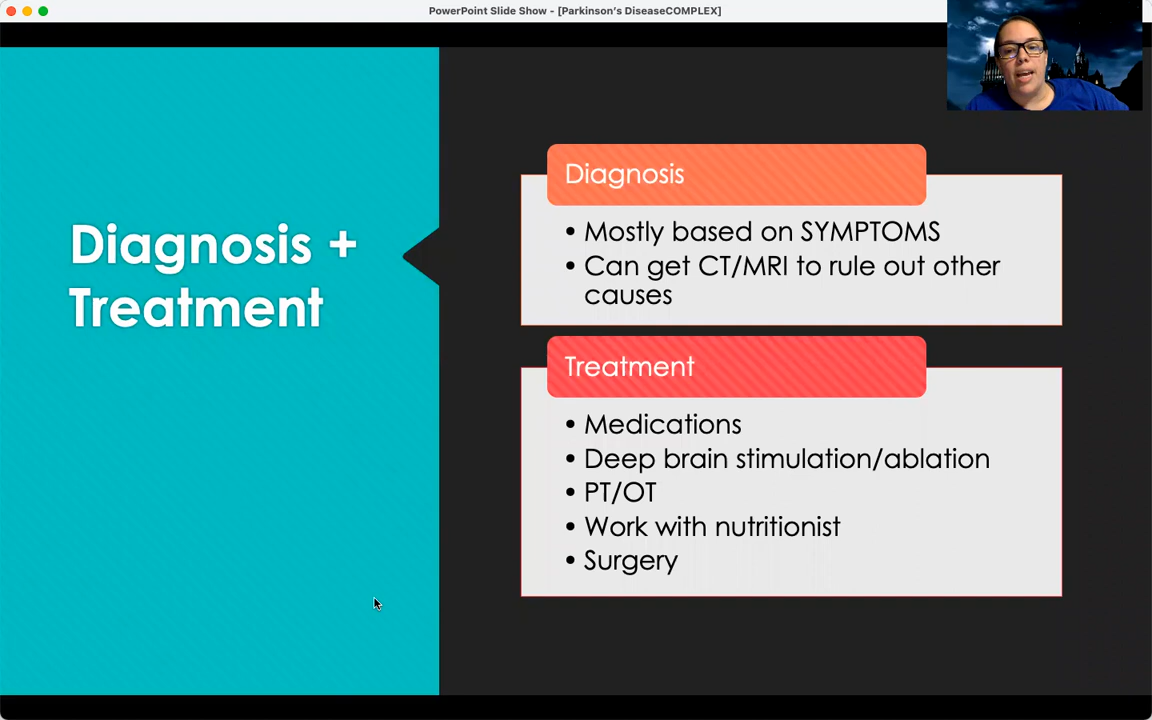 PowerPoint Slide Show - [Parkinson's DiseaseCOMPLEX]
Diagnosis +
Treatment
Diagnosis
• Mostly based on SYMPTOMS
• Can get CT/MRI to rule out other
causes
Treatment
• Medications
• Deep brain stimulation/ablation
• PT/OT
• Work with nutritionist
• Surgery